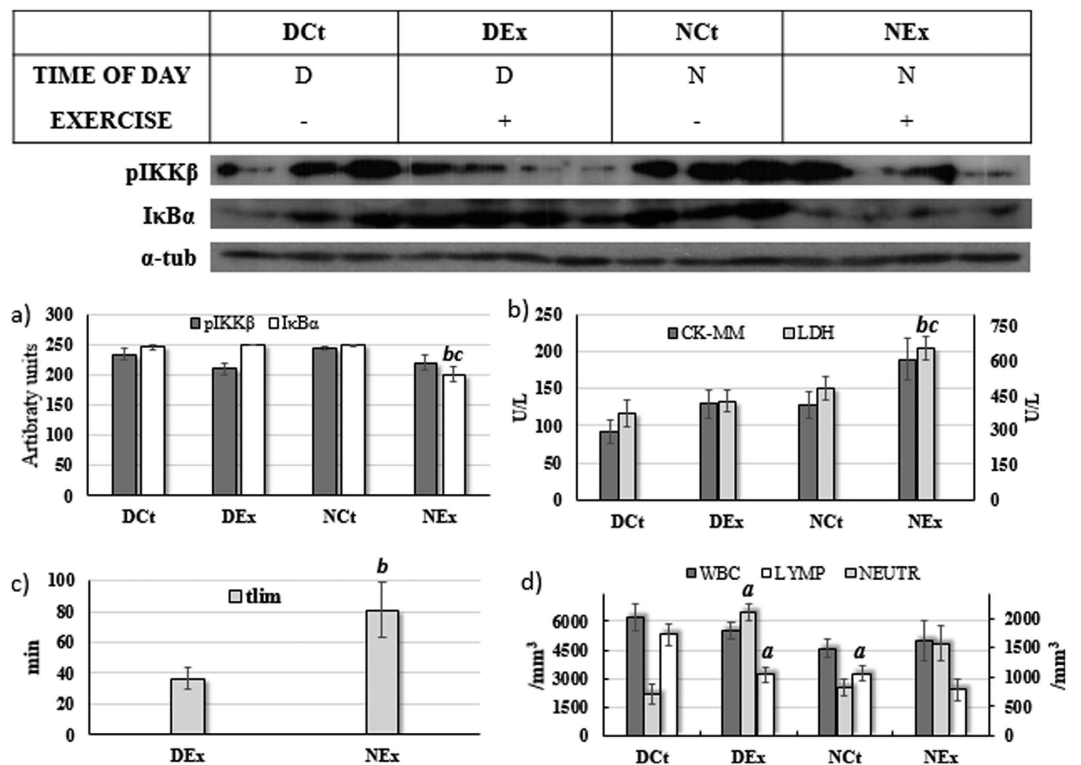 DCt DEx NCt NEx
TIME OF DAY D D N N
EXERCISE - + - +
pIKKβ
IκBα
α-tub
a)
300
250
200
150
100
50
0
Artibraty units
pIKKβ IκBα
bc
DCt DEx NCt NEx
b)
250
200
150
100
50
0
U/L
CK-MM LDH
bc
750
600
450
300
150
0
U/L
DCt DEx NCt NEx
c)
100
80
60
40
20
0
min
tlim
b
DEx NEx
d)
WBC LYMP NEUTR
6000
4500
3000
1500
0
/mm³
a
a
a
2000
1500
1000
500
0
/mm³
DCt DEx NCt NEx